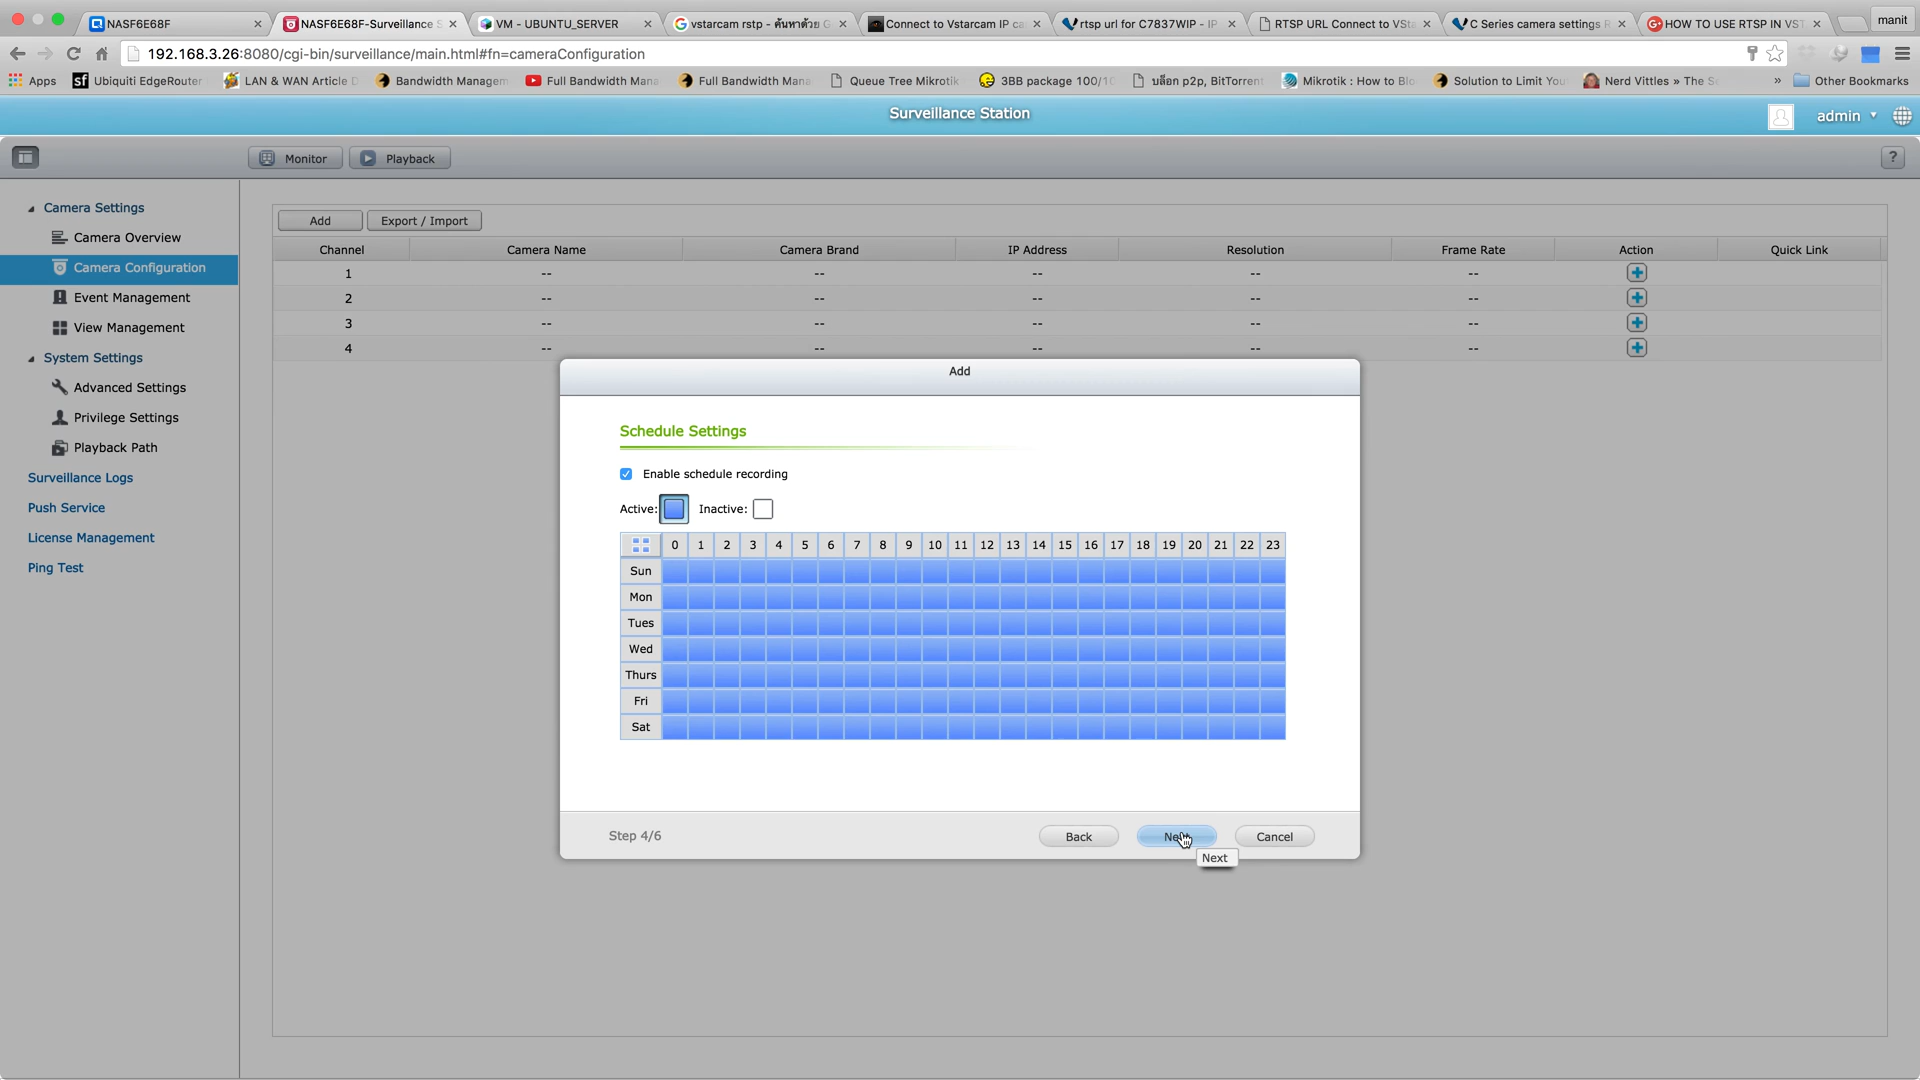 NASF6E68F
NASF6E68F-Surveillance S
VM - UBUNTU_SERVER
vstarcam rstp - ค้นหาด้วย G
Connect to Vstarcam IP ca
rtsp url for C7837WIP - IP
RTSP URL Connect to VSta
C Series camera settings R
HOW TO USE RTSP IN VST
manit
192.168.3.26:8080/cgi-bin/surveillance/main.html#fn=cameraConfiguration
Apps
Ubiquiti EdgeRouter
LAN & WAN Article D
Bandwidth Managem
Full Bandwidth Mana
Full Bandwidth Mana
Queue Tree Mikrotik
3BB package 100/10
บล็อก p2p, BitTorrent
Mikrotik : How to Blo
Solution to Limit You
Nerd Vittles » The S
»
Other Bookmarks
Surveillance Station
admin
Monitor
Playback
?
Camera Settings
Camera Overview
Camera Configuration
Event Management
View Management
System Settings
Advanced Settings
Privilege Settings
Playback Path
Surveillance Logs
Push Service
License Management
Ping Test
Add Export / Import
Channel Camera Name Camera Brand IP Address Resolution Frame Rate Action Quick Link
1 -- -- -- -- --
2 -- -- -- -- --
3 -- -- -- -- --
4 -- -- -- -- --
Add
Schedule Settings
Enable schedule recording
Active: Inactive:
0 1 2 3 4 5 6 7 8 9 10 11 12 13 14 15 16 17 18 19 20 21 22 23
Sun
Mon
Tues
Wed
Thurs
Fri
Sat
Step 4/6
Back
Next
Cancel
Next